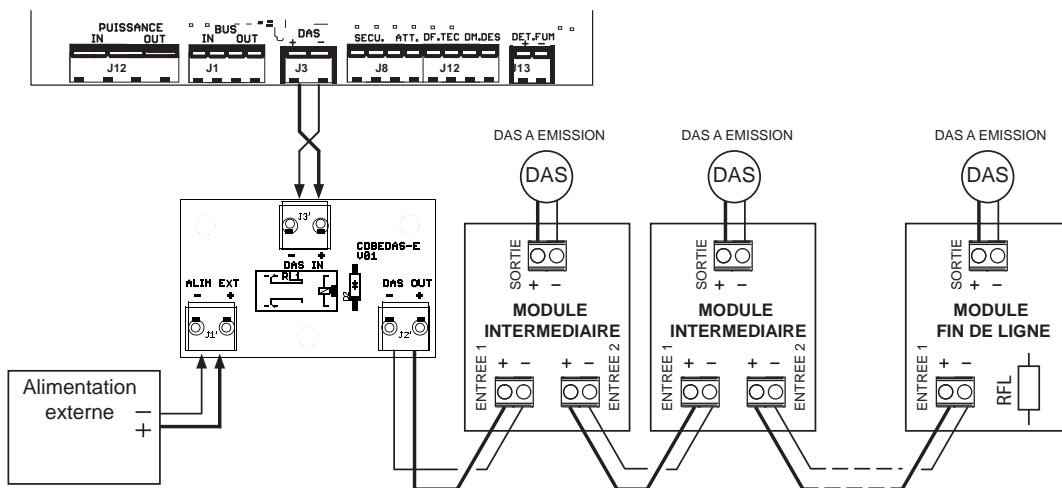 PUISSANCE BUS DAS
IN OUT IN OUT + − SECU. ATT. DF.TEC DM.DES DET.FUM
+ −
J12 J1 J3 J8 J12 J13
DAS A EMISSION DAS A EMISSION DAS A EMISSION
DAS DAS DAS
J3'
− +
DAS IN
CDBEDAS-E
V01
RL1
D2
ALIM EXT
− +
J1'
DAS OUT
− +
J2'
Alimentation
externe
−
+
SORTIE
+ −
MODULE
INTERMEDIAIRE
ENTREE 1
+ −
+ −
ENTREE 2
SORTIE
+ −
MODULE
INTERMEDIAIRE
ENTREE 1
+ −
+ −
ENTREE 2
SORTIE
+ −
MODULE
FIN DE LIGNE
ENTREE 1
+ −
RFL